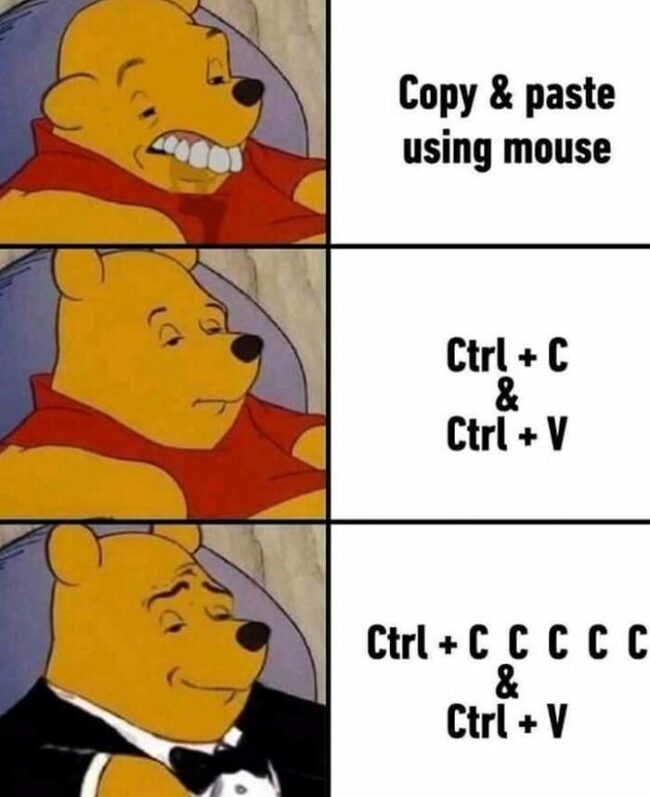 Copy & paste
using mouse
Ctrl + C
&
Ctrl + V
Ctrl + C C C C C
&
Ctrl + V